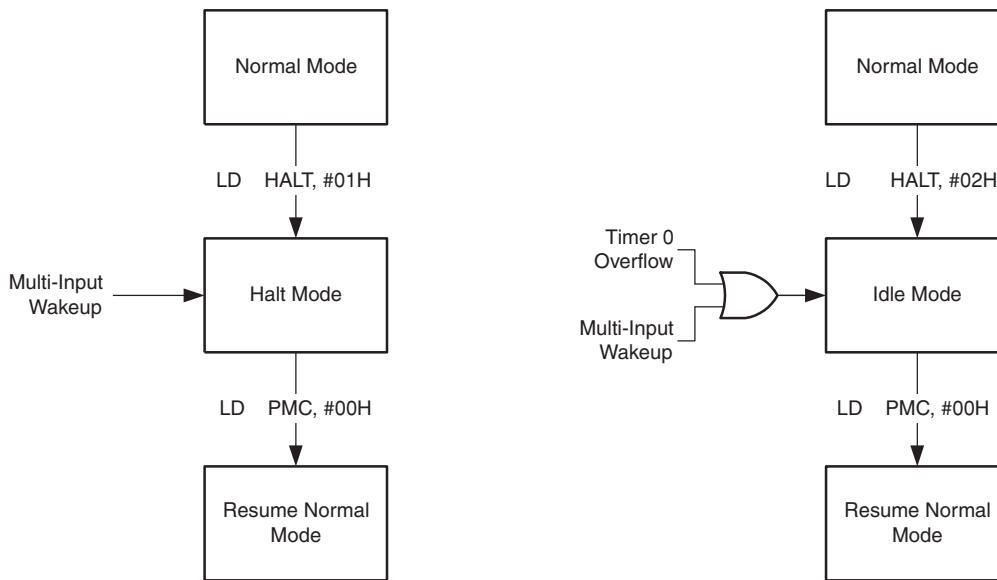 Normal Mode
LD HALT, #01H
Multi-Input
Wakeup
Halt Mode
LD PMC, #00H
Resume Normal
Mode
Normal Mode
LD HALT, #02H
Timer 0
Overflow
Multi-Input
Wakeup
Idle Mode
LD PMC, #00H
Resume Normal
Mode